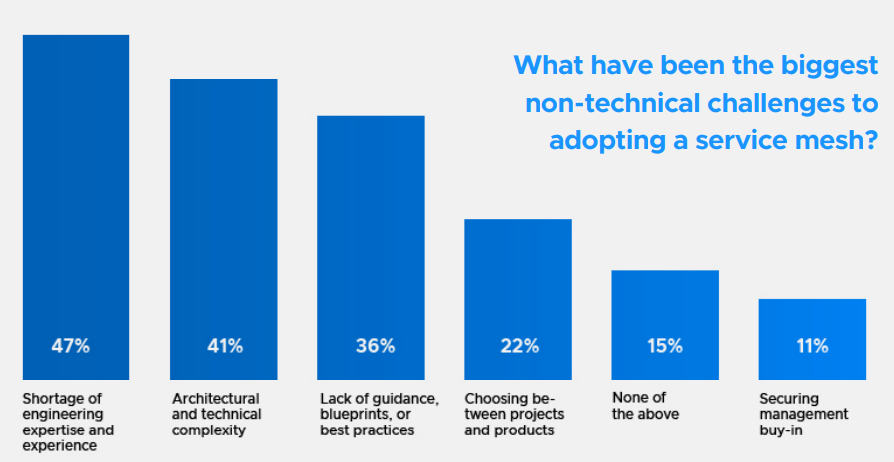 What have been the biggest
non-technical challenges to
adopting a service mesh?
47%
41%
36%
22%
15%
11%
Shortage of
engineering
expertise and
experience
Architectural
and technical
complexity
Lack of guidance,
blueprints, or
best practices
Choosing be-
tween projects
and products
None of
the above
Securing
management
buy-in